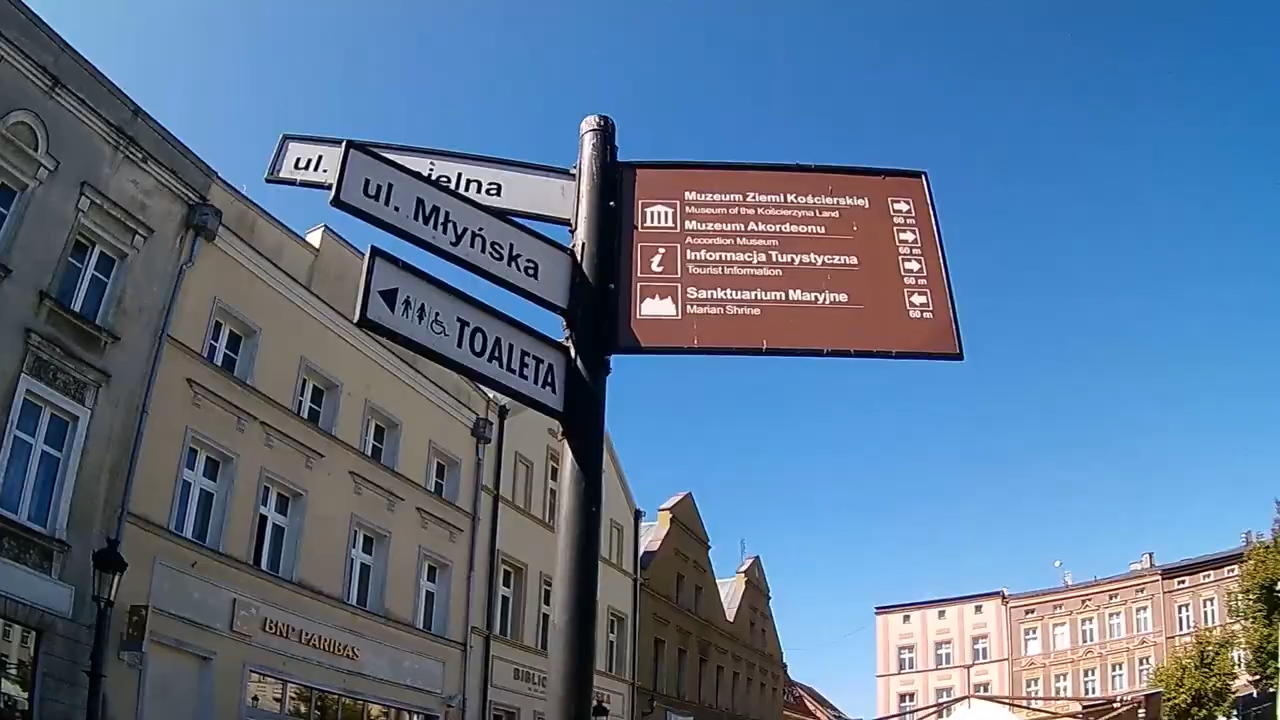 ul.
ul. Młyńska
TOALETA
Muzeum Ziemi Kościerskiej
60 m
Museum of the Kościerzyna Land
Muzeum Akordeonu
60 m
Accordion Museum
Informacja Turystyczna
60 m
Tourist Information
Sanktuarium Maryjne
60 m
Marian Shrine
BNP PARIBAS